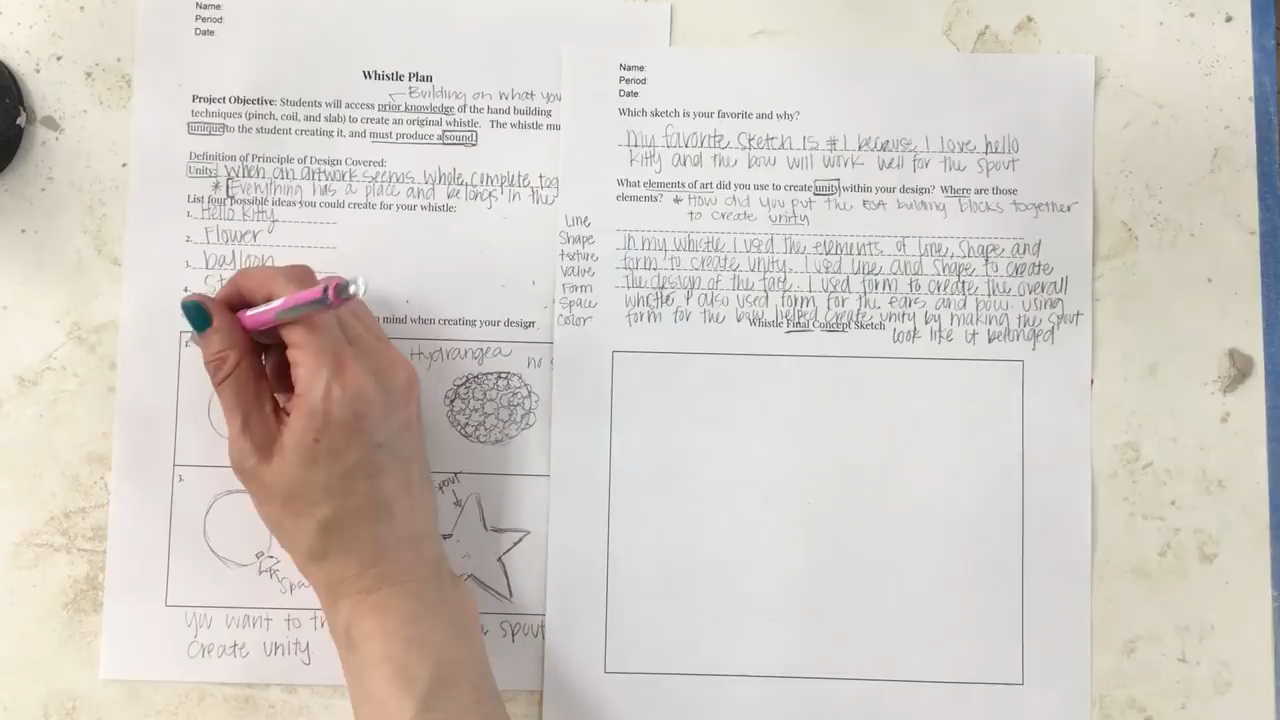 Name:
Period:
Date:
Whistle Plan
Building on what you
Project Objective: Students will access prior knowledge of the hand building
techniques (pinch, coil, and slab) to create an original whistle. The whistle mu
unique to the student creating it, and must produce a sound.
Definition of Principle of Design Covered:
Unity: when an artwork seems whole, complete, tog
* Everything has a place and belongs in the
List four possible ideas you could create for your whistle:
1. Hello Kitty
2. Flower
3. balloon
4. St
mind when creating your design
Hydrangea
no s
3.
Spout
Spou
you want to
spout
create unity.
Name:
Period:
Date:
Which sketch is your favorite and why?
My favorite sketch is #1 because I love hello
kitty and the bow will work well for the spout
What elements of art did you use to create unity within your design? Where are those
elements? * How did you put the EOA building blocks together
to create unity
Line
Shape
texture
value
Form
Space
color
In my whistle I used the elements of line, shape and
form to create unity. I used line and shape to create
the design of the face. I used form to create the overall
whistle, I also used form for the ears and bow. using
form for the bow helped create unity by making the spout
look like it belonged
Whistle Final Concept Sketch